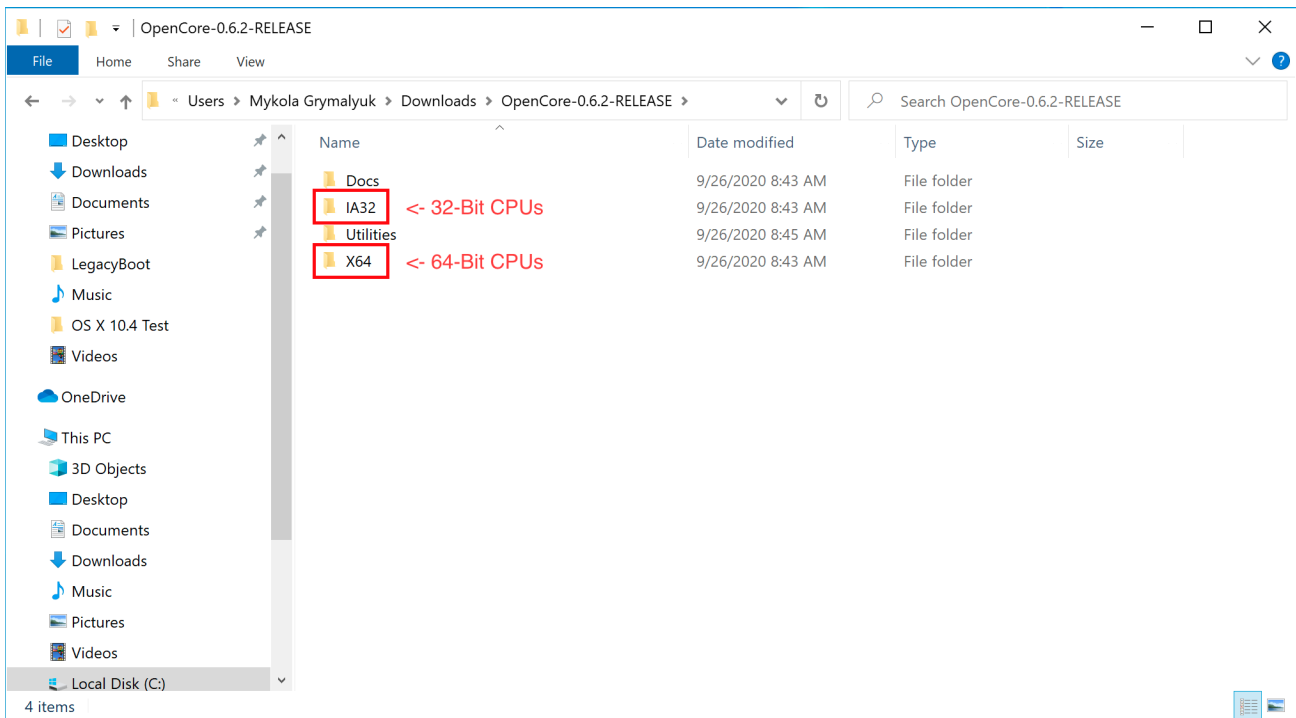 OpenCore-0.6.2-RELEASE
File Home Share View
« Users > Mykola Grymalyuk > Downloads > OpenCore-0.6.2-RELEASE > Search OpenCore-0.6.2-RELEASE
Desktop
Downloads
Documents
Pictures
LegacyBoot
Music
OS X 10.4 Test
Videos
OneDrive
This PC
3D Objects
Desktop
Documents
Downloads
Music
Pictures
Videos
Local Disk (C:)
Name Date modified Type Size
Docs 9/26/2020 8:43 AM File folder
IA32 <- 32-Bit CPUs 9/26/2020 8:43 AM File folder
Utilities 9/26/2020 8:45 AM File folder
X64 <- 64-Bit CPUs 9/26/2020 8:43 AM File folder
4 items